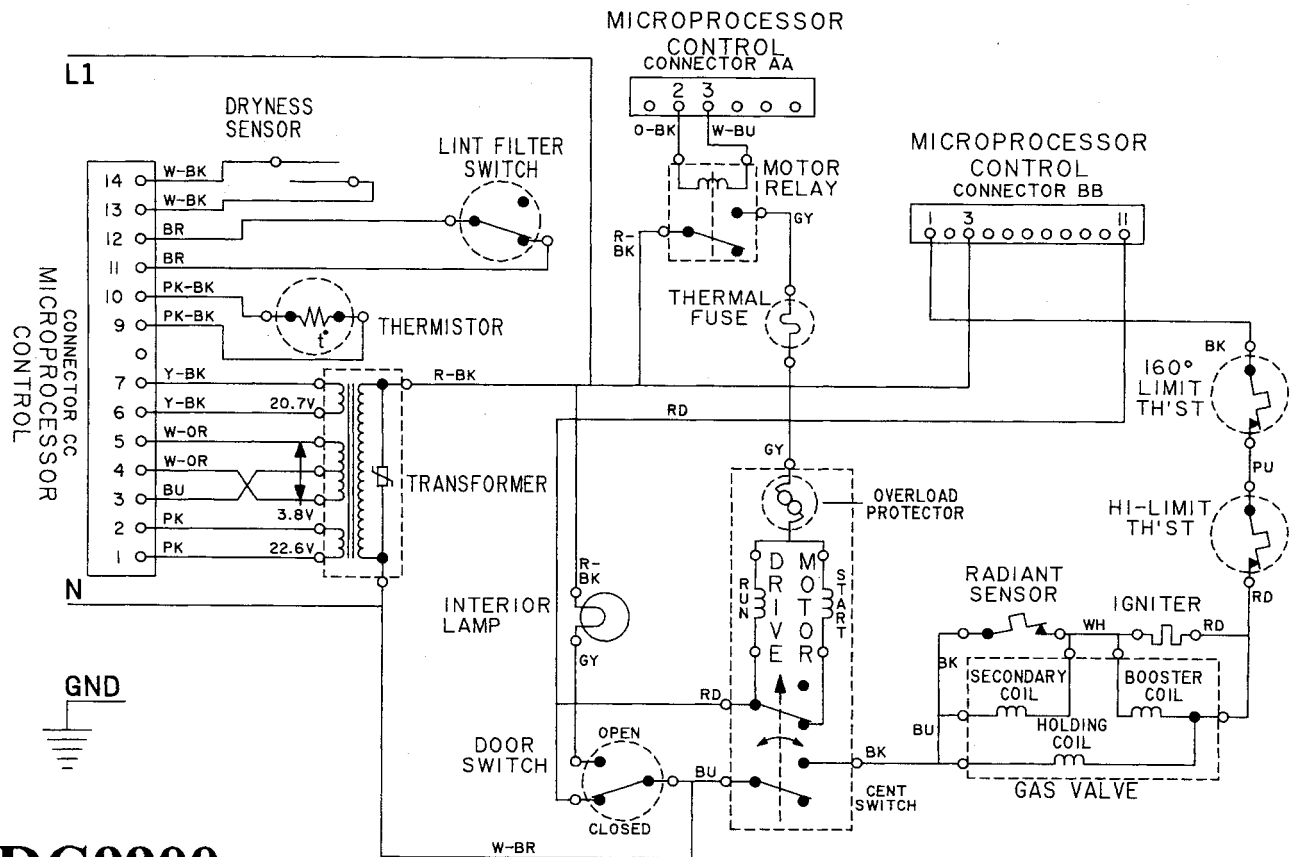 MICROPROCESSOR
CONTROL
CONNECTOR AA
2 3
O-BK
W-BU
L1
DRYNESS
SENSOR
LINT FILTER
SWITCH
MOTOR
RELAY
MICROPROCESSOR
CONTROL
CONNECTOR BB
1 3 11
14 W-BK
13 W-BK
12 BR
11 BR
10 PK-BK
9 PK-BK
7 Y-BK
6 Y-BK
5 W-OR
4 W-OR
3 BU
2 PK
1 PK
CONNECTOR CC
MICROPROCESSOR
CONTROL
t°
THERMISTOR
20.7V
3.8V
22.6V
TRANSFORMER
R-BK
R-
BK
GY
THERMAL
FUSE
RD
BK
160°
LIMIT
TH'ST
PU
HI-LIMIT
TH'ST
RD
GY
OVERLOAD
PROTECTOR
DRIVE
MOTOR
RUN
START
N
R-
BK
INTERIOR
LAMP
GY
GND
RADIANT
SENSOR
IGNITER
WH
RD
BK
SECONDARY
COIL
BOOSTER
COIL
HOLDING
COIL
BU
GAS VALVE
RD
DOOR
SWITCH
OPEN
CLOSED
BU
BK
CENT
SWITCH
W-BR